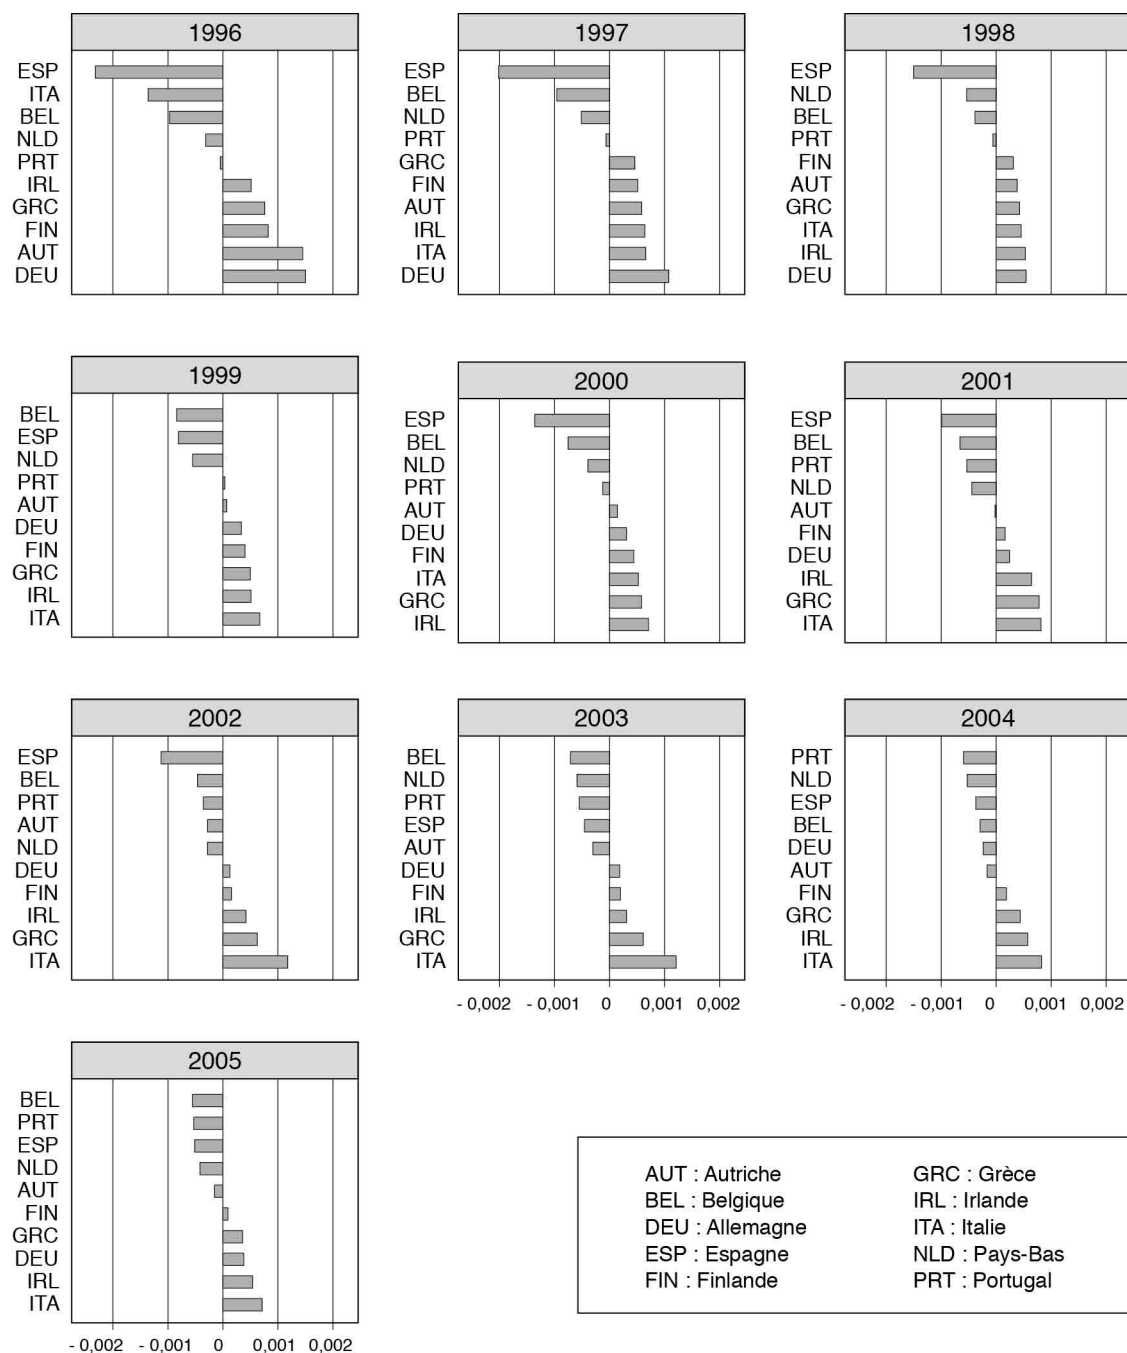 1996
ESP
ITA
BEL
NLD
PRT
IRL
GRC
FIN
AUT
DEU
1997
ESP
BEL
NLD
PRT
GRC
FIN
AUT
IRL
ITA
DEU
1998
ESP
NLD
BEL
PRT
FIN
AUT
GRC
ITA
IRL
DEU
1999
BEL
ESP
NLD
PRT
AUT
DEU
FIN
GRC
IRL
ITA
2000
ESP
BEL
NLD
PRT
AUT
DEU
FIN
ITA
GRC
IRL
2001
ESP
BEL
PRT
NLD
AUT
FIN
DEU
IRL
GRC
ITA
2002
ESP
BEL
PRT
AUT
NLD
DEU
FIN
IRL
GRC
ITA
2003
BEL
NLD
PRT
ESP
AUT
DEU
FIN
IRL
GRC
ITA
- 0,002 - 0,001 0 0,001 0,002
2004
PRT
NLD
ESP
BEL
DEU
AUT
FIN
GRC
IRL
ITA
- 0,002 - 0,001 0 0,001 0,002
2005
BEL
PRT
ESP
NLD
AUT
FIN
GRC
DEU
IRL
ITA
- 0,002 - 0,001 0 0,001 0,002
AUT : Autriche
BEL : Belgique
DEU : Allemagne
ESP : Espagne
FIN : Finlande
GRC : Grèce
IRL : Irlande
ITA : Italie
NLD : Pays-Bas
PRT : Portugal